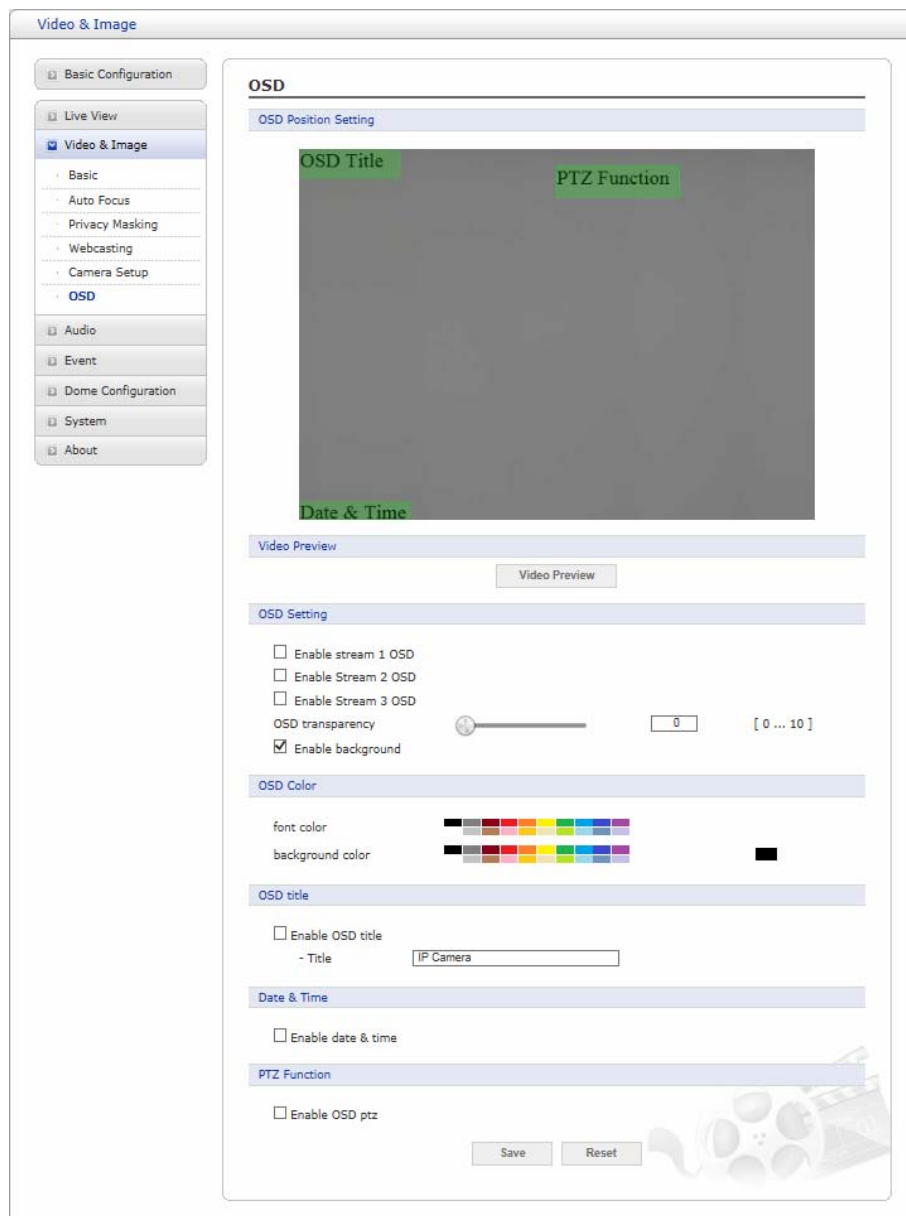 Video & Image
Basic Configuration
Live View
Video & Image
Basic
Auto Focus
Privacy Masking
Webcasting
Camera Setup
OSD
Audio
Event
Dome Configuration
System
About
OSD
OSD Position Setting
OSD Title
PTZ Function
Date & Time
Video Preview
Video Preview
OSD Setting
Enable stream 1 OSD
Enable Stream 2 OSD
Enable Stream 3 OSD
OSD transparency 0 [ 0 ... 10 ]
Enable background
OSD Color
font color
background color
OSD title
Enable OSD title
- Title IP Camera
Date & Time
Enable date & time
PTZ Function
Enable OSD ptz
Save Reset